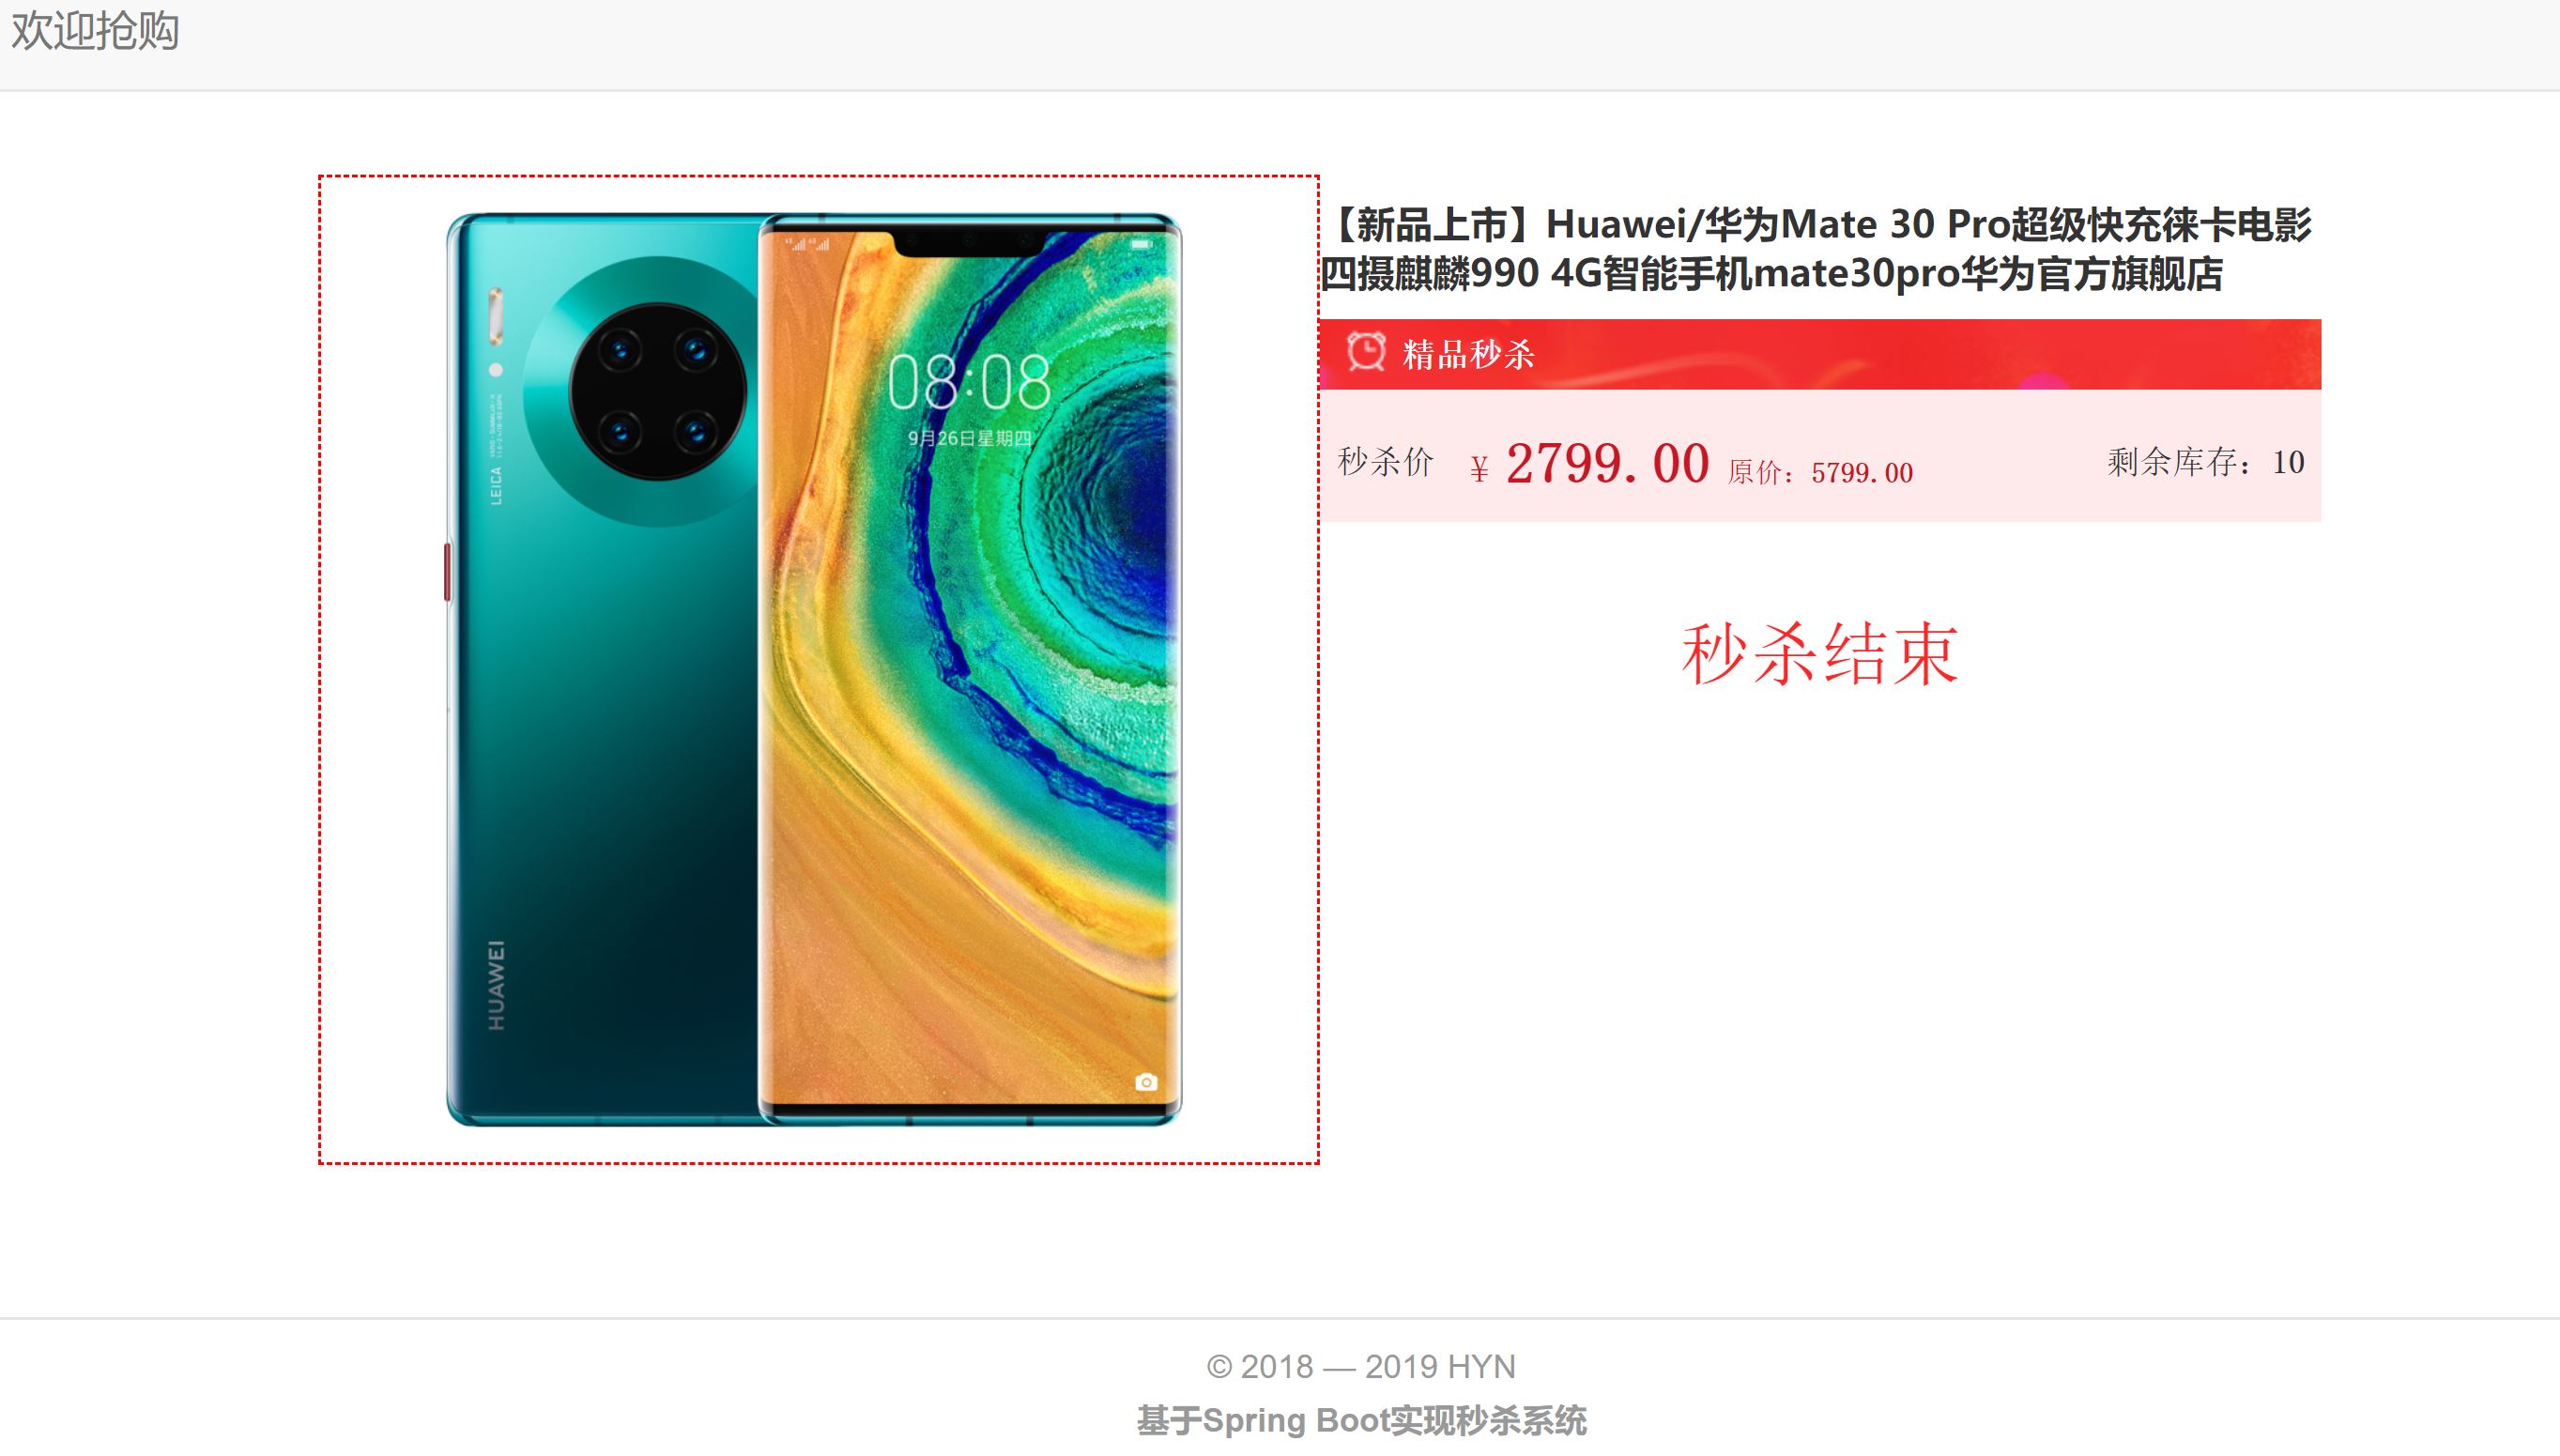 欢迎抢购
【新品上市】Huawei/华为Mate 30 Pro超级快充徕卡电影
四摄麒麟990 4G智能手机mate30pro华为官方旗舰店
精品秒杀
秒杀价 ¥ 2799.00 原价：5799.00 剩余库存：10
秒杀结束
08:08
9月26日星期四
LEICA
HUAWEI
© 2018 — 2019 HYN
基于Spring Boot实现秒杀系统